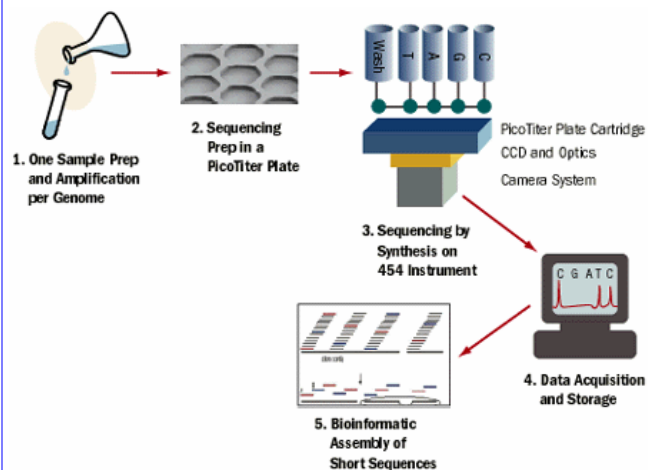 1. One Sample Prep
and Amplification
per Genome
2. Sequencing
Prep in a
PicoTiter Plate
Wash
T
A
G
C
PicoTiter Plate Cartridge
CCD and Optics
Camera System
3. Sequencing by
Synthesis on
454 Instrument
C G A T C
4. Data Acquisition
and Storage
5. Bioinformatic
Assembly of
Short Sequences